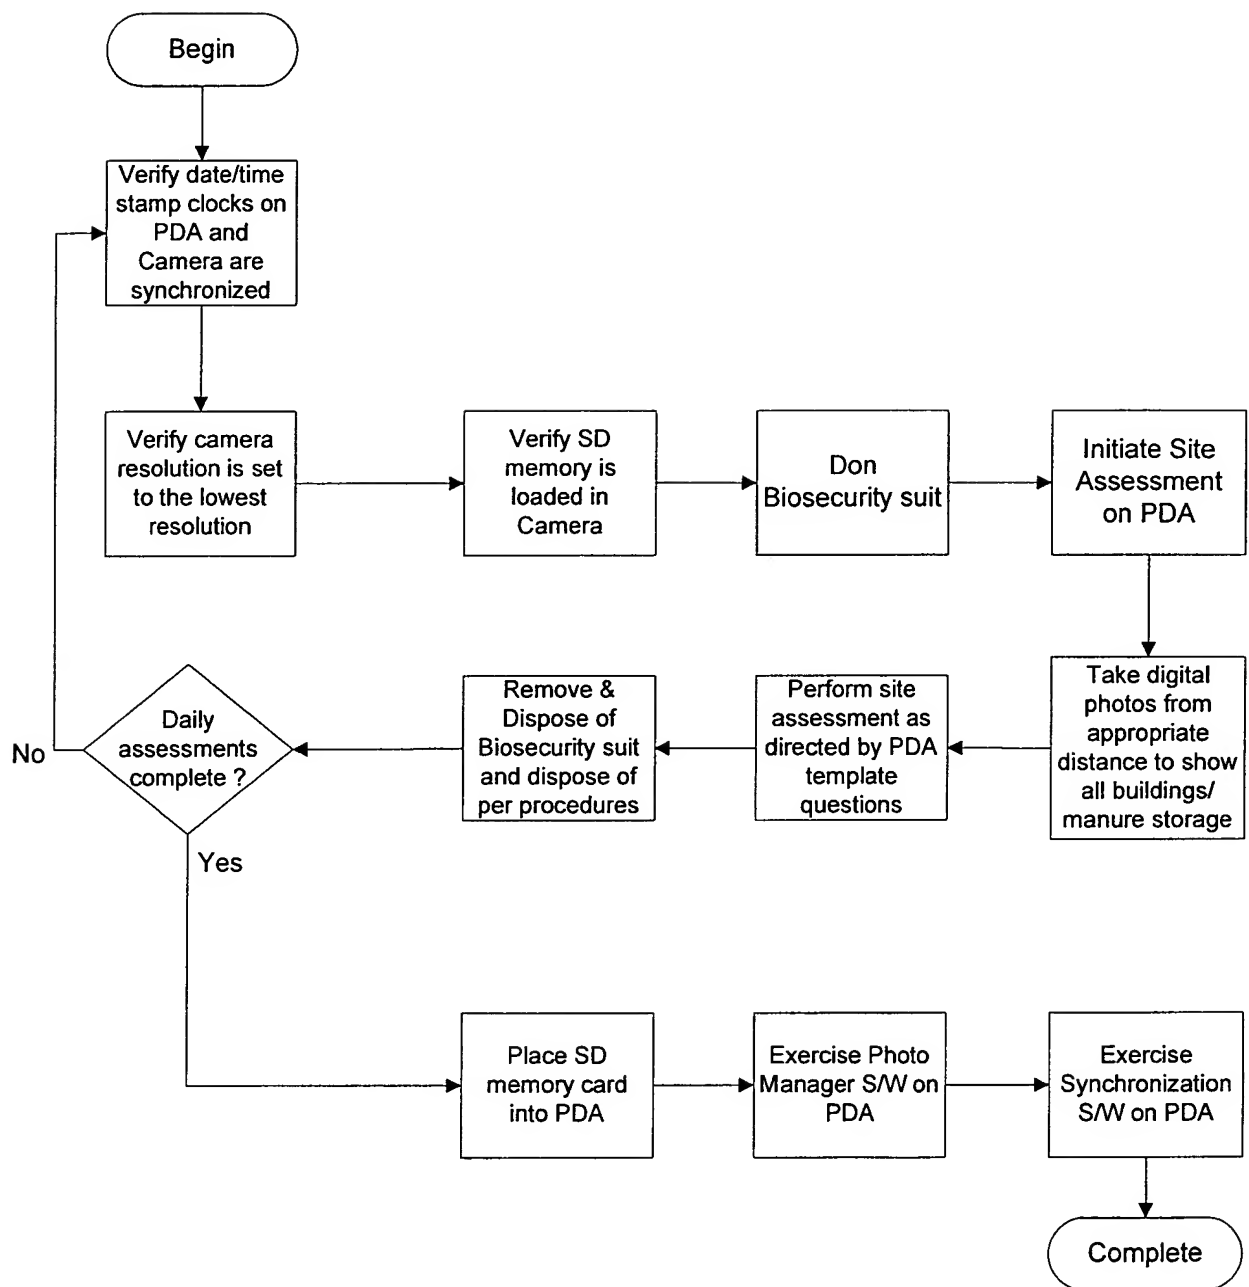 Begin
Verify date/time
stamp clocks on
PDA and
Camera are
synchronized
Verify camera
resolution is set
to the lowest
resolution
Verify SD
memory is
loaded in
Camera
Don
Biosecurity suit
Initiate Site
Assessment
on PDA
Take digital
photos from
appropriate
distance to show
all buildings/
manure storage
Perform site
assessment as
directed by PDA
template
questions
Remove &
Dispose of
Biosecurity suit
and dispose of
per procedures
Daily
assessments
complete ?
No
Yes
Place SD
memory card
into PDA
Exercise Photo
Manager S/W on
PDA
Exercise
Synchronization
S/W on PDA
Complete